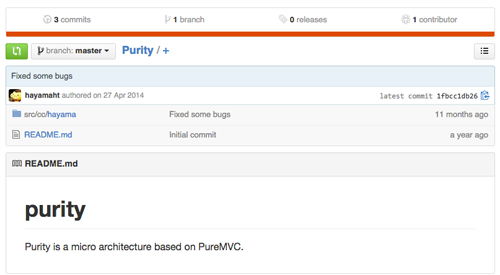 3 commits 1 branch 0 releases 1 contributor
branch: master Purity / +
Fixed some bugs
hayamaht authored on 27 Apr 2014 latest commit 1fbcc1db26
src/cc/hayama Fixed some bugs 11 months ago
README.md Initial commit a year ago
README.md
purity
Purity is a micro architecture based on PureMVC.